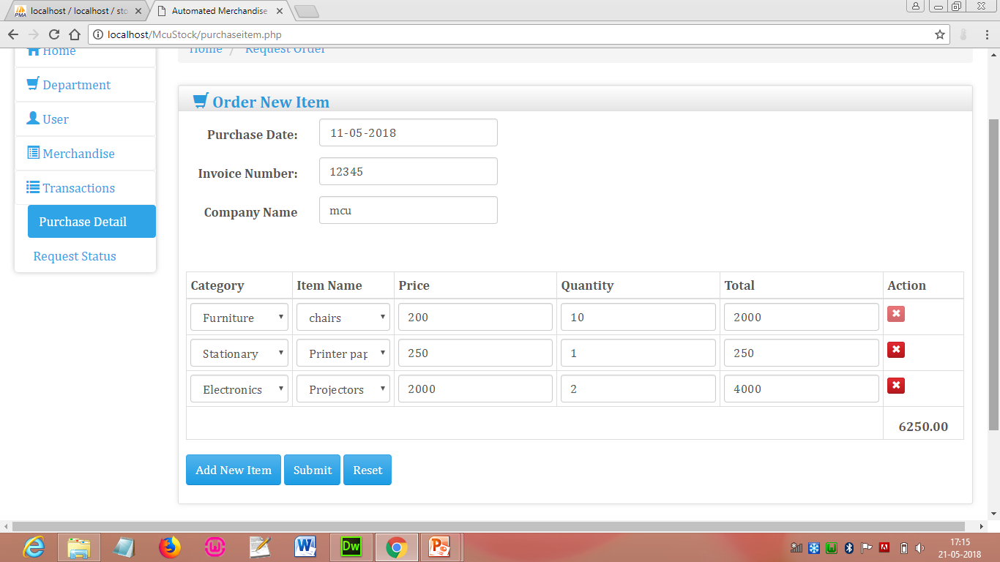 localhost / localhost / sto
Automated Merchandise
localhost/McuStock/purchaseitem.php
Home
Department
User
Merchandise
Transactions
Purchase Detail
Request Status
Home / Request Order
Order New Item
Purchase Date: 11-05-2018
Invoice Number: 12345
Company Name mcu
Category Item Name Price Quantity Total Action
Furniture chairs 200 10 2000
Stationary Printer pap 250 1 250
Electronics Projectors 2000 2 4000
6250.00
Add New Item Submit Reset
Dw
17:15
21-05-2018